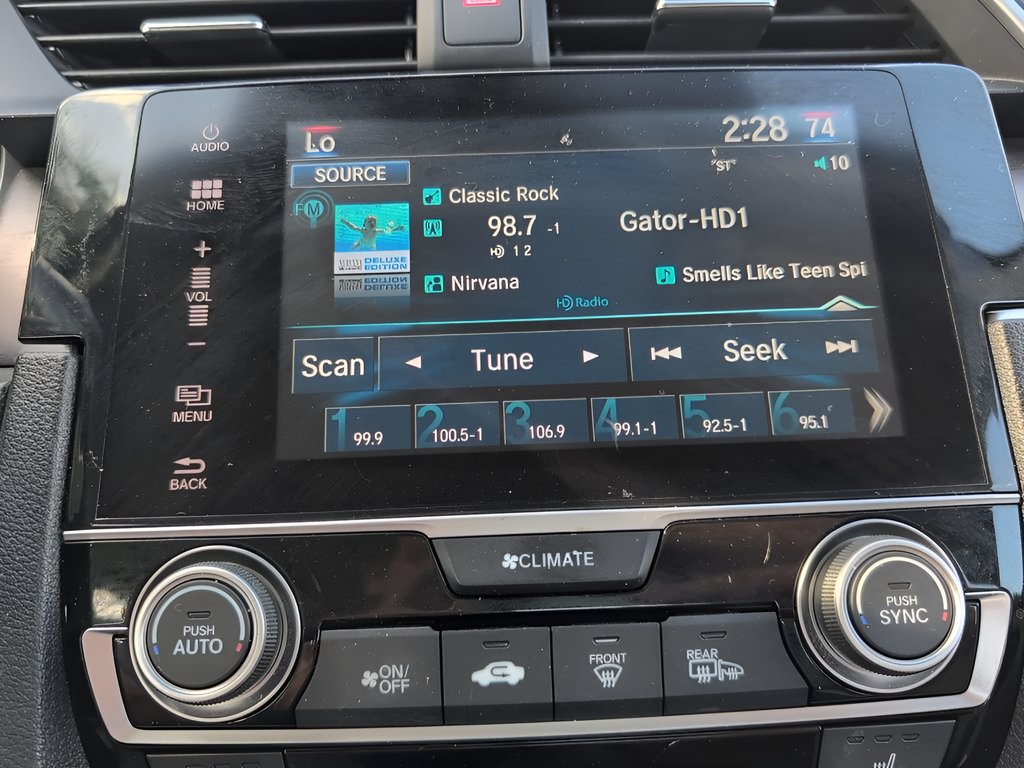 Lo
2:28
74
AUDIO
SOURCE
"ST"
10
HOME
FM
Classic Rock
98.7 -1
Gator-HD1
HD 1 2
DELUXE
EDITION
+
VOL
-
Nirvana
Smells Like Teen Spi
HD Radio
Scan
Tune
Seek
MENU
1 99.9
2 100.5-1
3 106.9
4 99.1-1
5 92.5-1
6 95.1
BACK
CLIMATE
PUSH
AUTO
PUSH
SYNC
ON/
OFF
FRONT
REAR